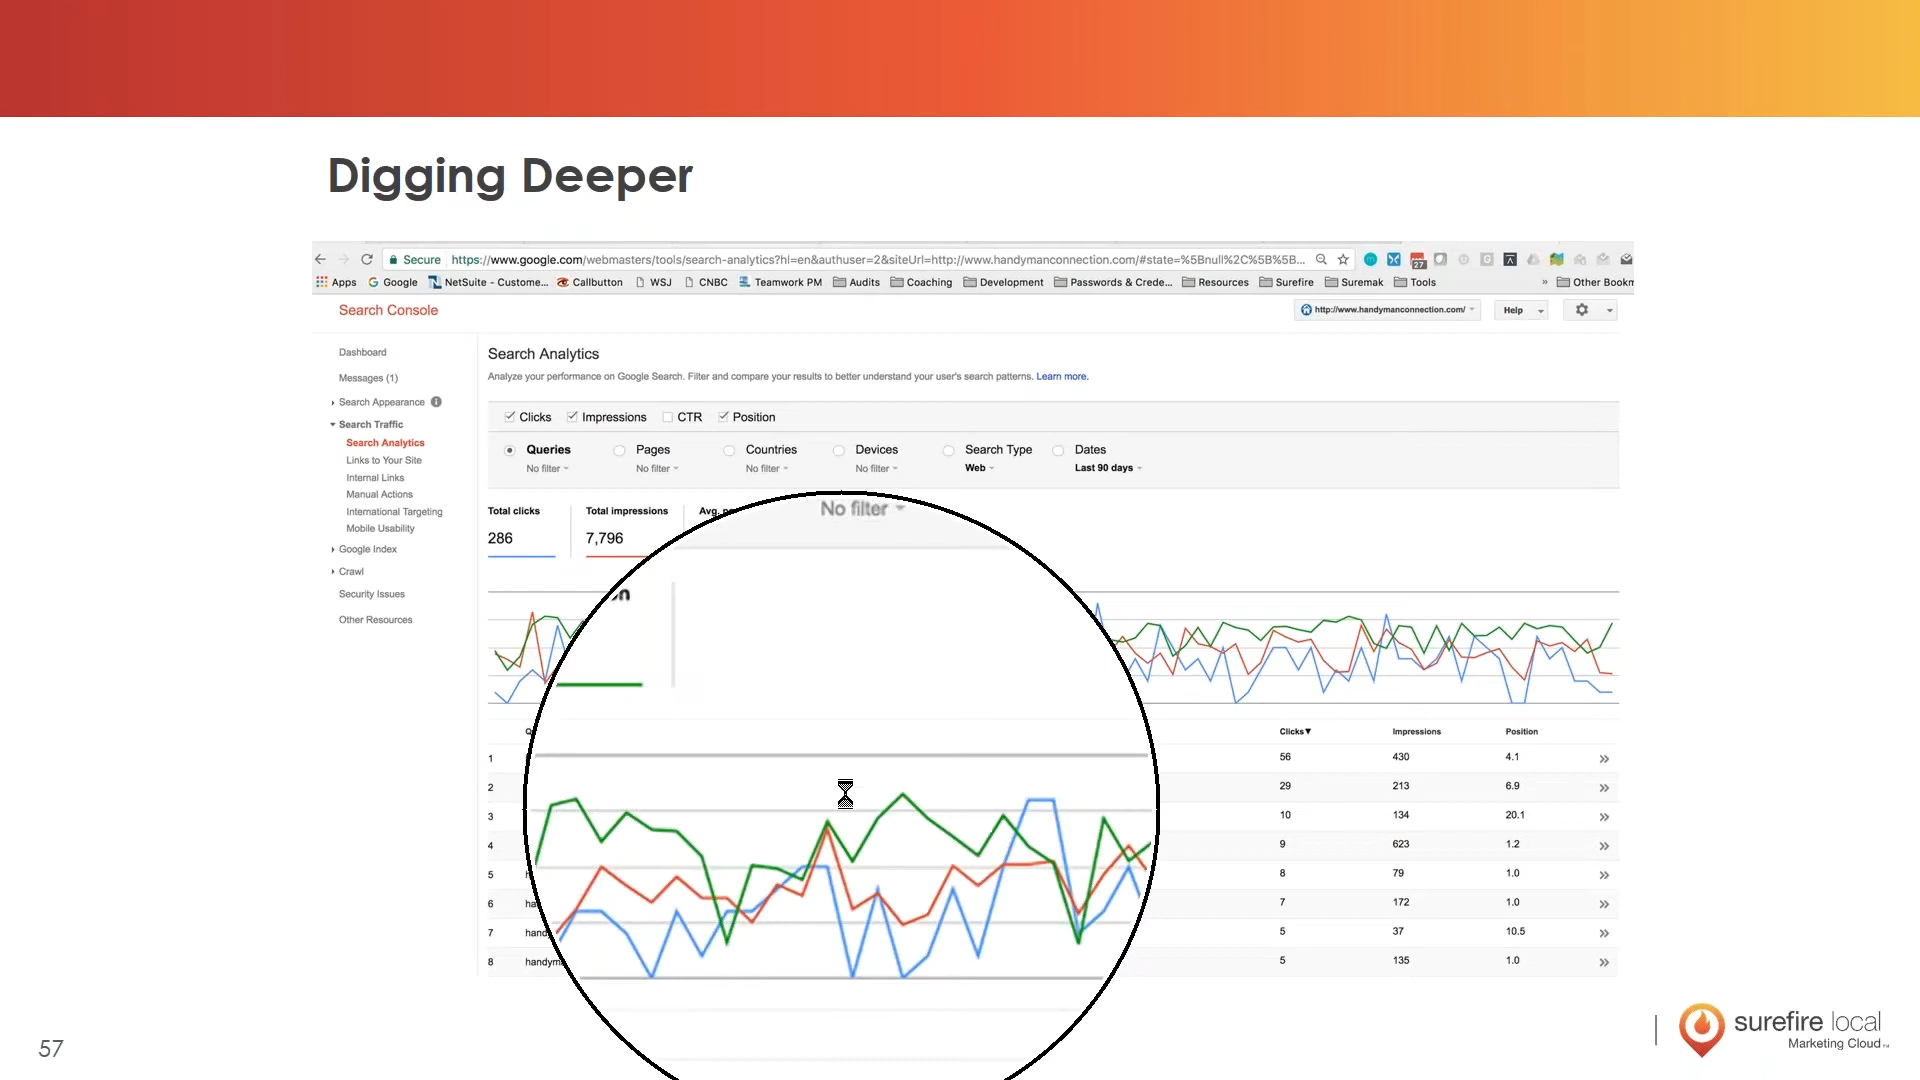 Digging Deeper
Secure https://www.google.com/webmasters/tools/search-analytics?hl=en&authuser=2&siteUrl=http://www.handymanconnection.com/#state=%5Bnull%2C%5B%5B...
27
Apps Google NetSuite - Custome... Callbutton WSJ CNBC Teamwork PM Audits Coaching Development Passwords & Crede... Resources Surefire Suremak Tools » Other Bookm
Search Console
http://www.handymanconnection.com/ Help
Dashboard
Messages (1)
Search Appearance
Search Traffic
Search Analytics
Links to Your Site
Internal Links
Manual Actions
International Targeting
Mobile Usability
Google Index
Crawl
Security Issues
Other Resources
Search Analytics
Analyze your performance on Google Search. Filter and compare your results to better understand your user's search patterns. Learn more.
Clicks Impressions CTR Position
Queries Pages Countries Devices Search Type Dates
No filter No filter No filter No filter Web Last 90 days
Total clicks Total impressions Avg.
286 7,796
No filter
Clicks▼ Impressions Position
1 56 430 4.1
2 29 213 6.9
3 10 134 20.1
4 9 623 1.2
5 8 79 1.0
6 ha 7 172 1.0
7 hand 5 37 10.5
8 handym 5 135 1.0
57
surefire local
Marketing Cloud